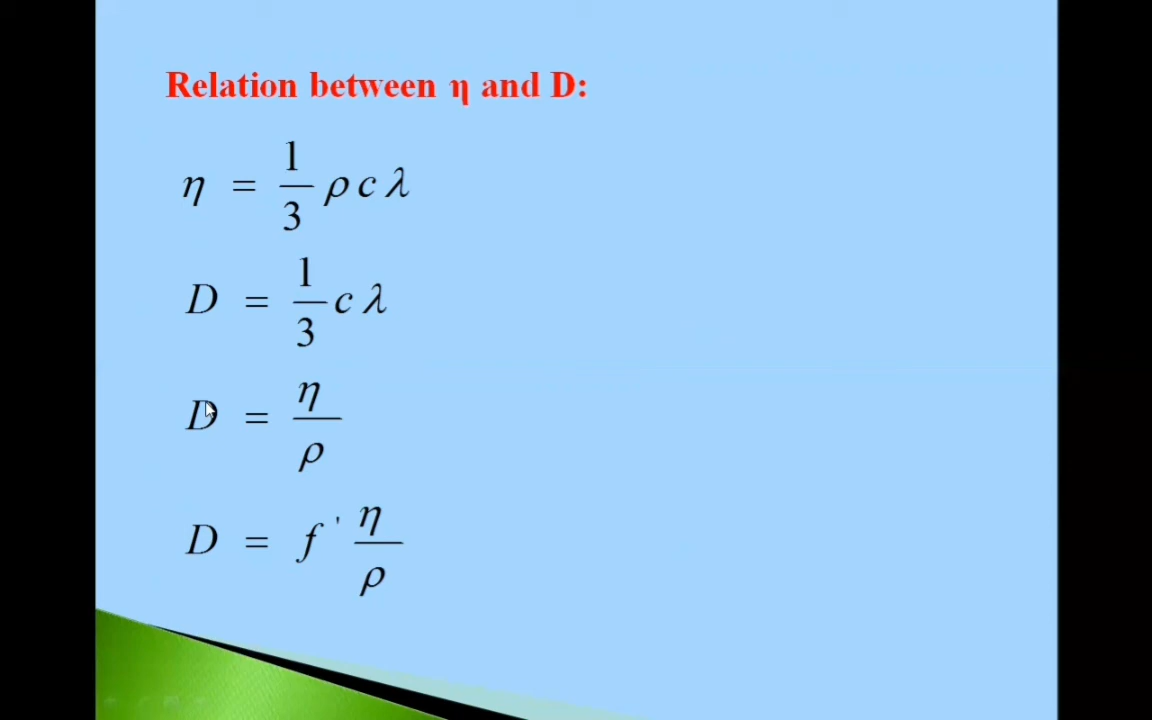 Relation between η and D:
η = 1/3 ρ c λ
D = 1/3 c λ
D = η/ρ
D = f ' η/ρ